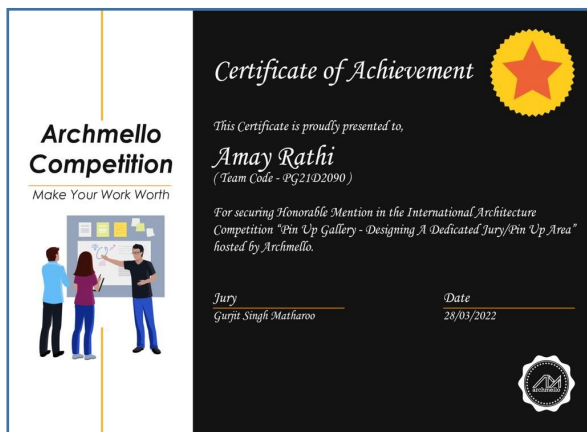 Archmello
Competition
Make Your Work Worth
Certificate of Achievement
This Certificate is proudly presented to,
Amay Rathi
( Team Code - PG21D2090 )
For securing Honorable Mention in the International Architecture
Competition "Pin Up Gallery - Designing A Dedicated Jury/Pin Up Area"
hosted by Archmello.
Jury
Gurjit Singh Matharoo
Date
28/03/2022
archmello